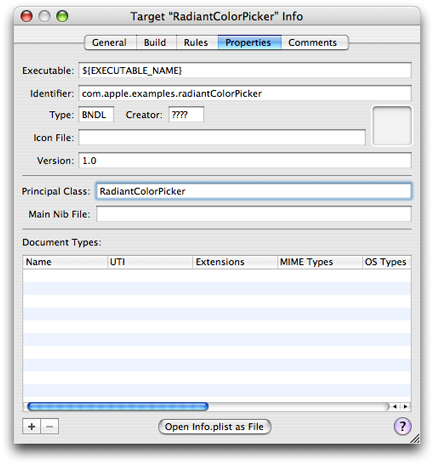 Target “RadiantColorPicker” Info
General Build Rules Properties Comments
Executable: ${EXECUTABLE_NAME}
Identifier: com.apple.examples.radiantColorPicker
Type: BNDL Creator: ????
Icon File:
Version: 1.0
Principal Class: RadiantColorPicker
Main Nib File:
Document Types:
Name UTI Extensions MIME Types OS Types
+ − Open Info.plist as File ?